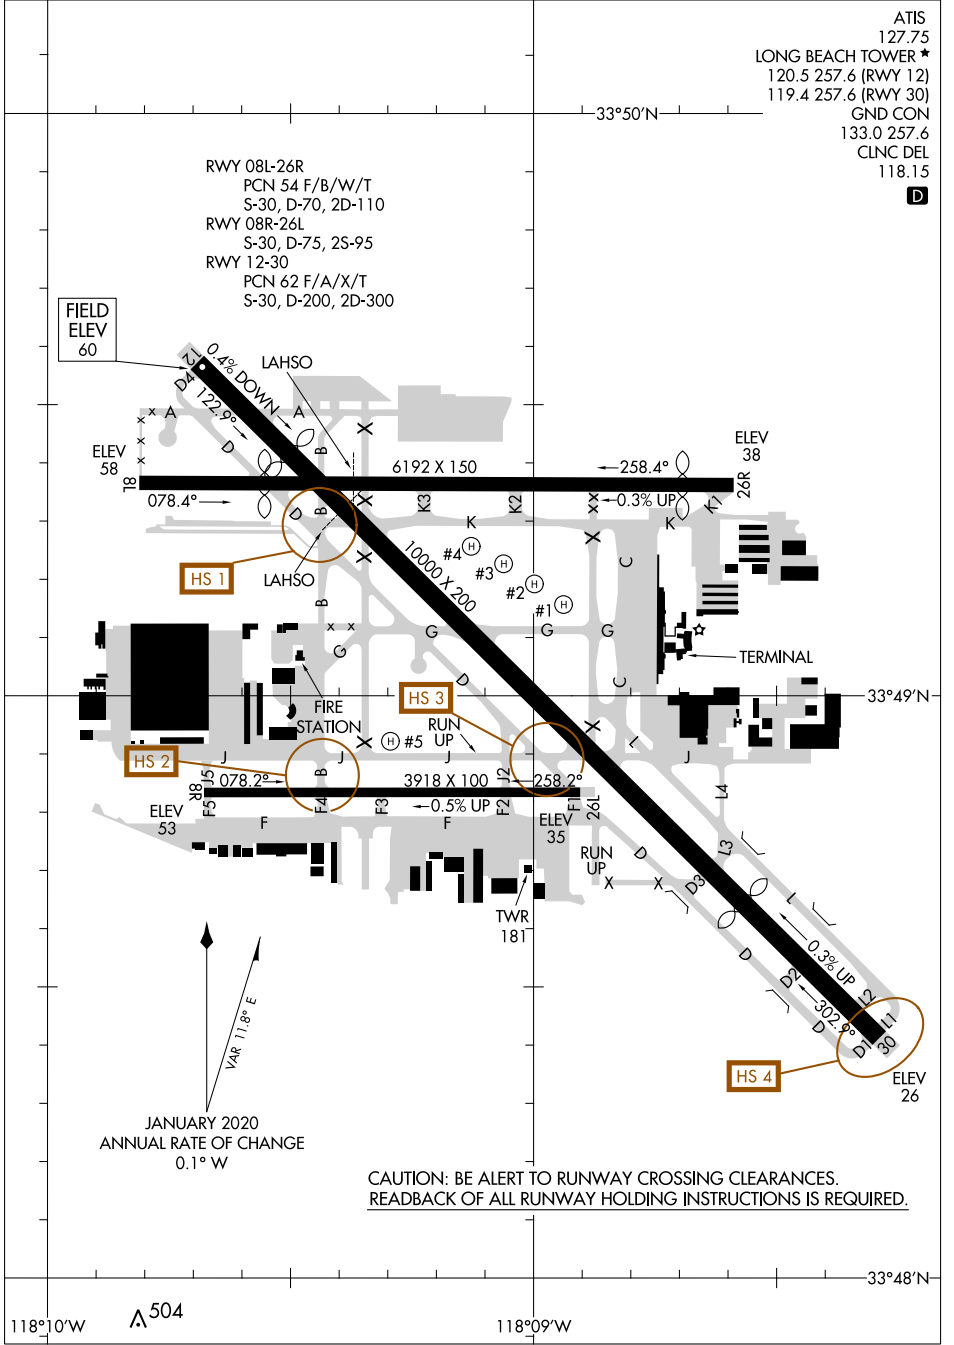 ATIS
127.75
LONG BEACH TOWER ★
120.5 257.6 (RWY 12)
119.4 257.6 (RWY 30)
GND CON
133.0 257.6
CLNC DEL
118.15
D
33°50'N
RWY 08L-26R
PCN 54 F/B/W/T
S-30, D-70, 2D-110
RWY 08R-26L
S-30, D-75, 2S-95
RWY 12-30
PCN 62 F/A/X/T
S-30, D-200, 2D-300
FIELD
ELEV
60
12
0.4% DOWN
LAHSO
D4
122.9°
A
A
B
D
X
x
x
x
x
ELEV
58
8L
6192 X 150
258.4°
ELEV
38
26R
078.4°
0.3% UP
D
B
X
K3
K2
x x
K1
K
K
X
X
HS 1
LAHSO
10000 X 200
#4 H
#3 H
#2 H
#1 H
C
B
x x
G
G
G
G
TERMINAL
D
C
FIRE
STATION
HS 3
33°49'N
RUN
UP
X
H #5
X
L
HS 2
J
J
J
J
J5
B
J2
078.2°
3918 X 100
258.2°
8R
F5
F4
F3
0.5% UP
F2
F1
26L
L4
ELEV
53
F
F
ELEV
35
RUN
UP
D
L3
X
X
D3
L
TWR
181
D
0.3% UP
D2
302.9°
D
L2
L1
D1
30
HS 4
ELEV
26
VAR 11.8° E
JANUARY 2020
ANNUAL RATE OF CHANGE
0.1° W
CAUTION: BE ALERT TO RUNWAY CROSSING CLEARANCES.
READBACK OF ALL RUNWAY HOLDING INSTRUCTIONS IS REQUIRED.
33°48'N
504
118°10'W
118°09'W